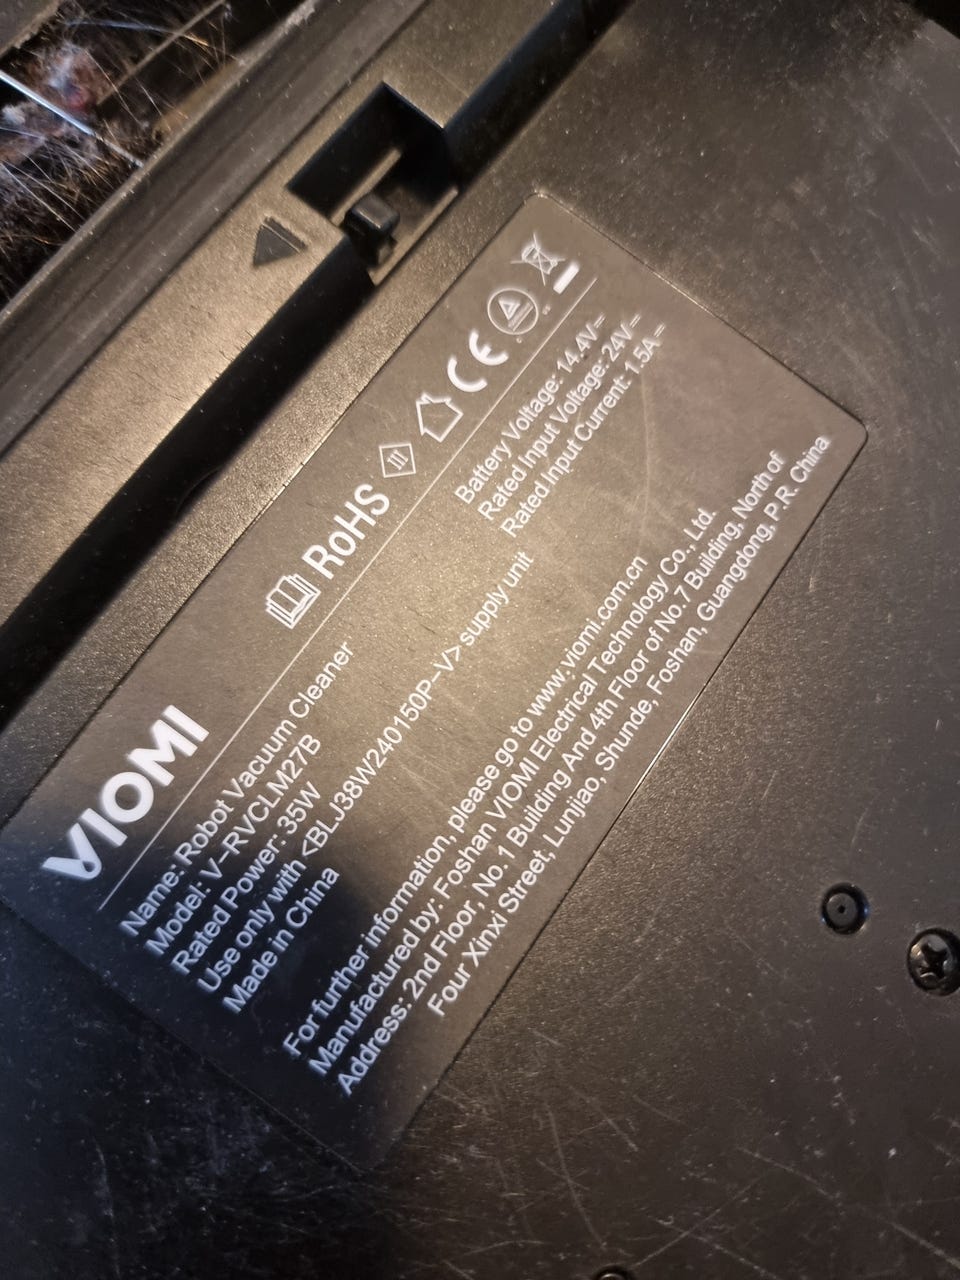 VIOMI
RoHS III CE
Name: Robot Vacuum Cleaner
Model: V-RVCLM27B
Rated Power: 35W
Use only with <BLJ38W240150P-V> supply unit
Made in China
Battery Voltage: 14.4V⎓
Rated Input Voltage: 24V⎓
Rated Input Current: 1.5A⎓
For further information, please go to www.viomi.com.cn
Manufactured by: Foshan VIOMI Electrical Technology Co., Ltd.
Address: 2nd Floor, No. 1 Building And 4th Floor of No. 7 Building, North of
Four Xinxi Street, Lunjiao, Shunde, Foshan, Guangdong, P.R. China